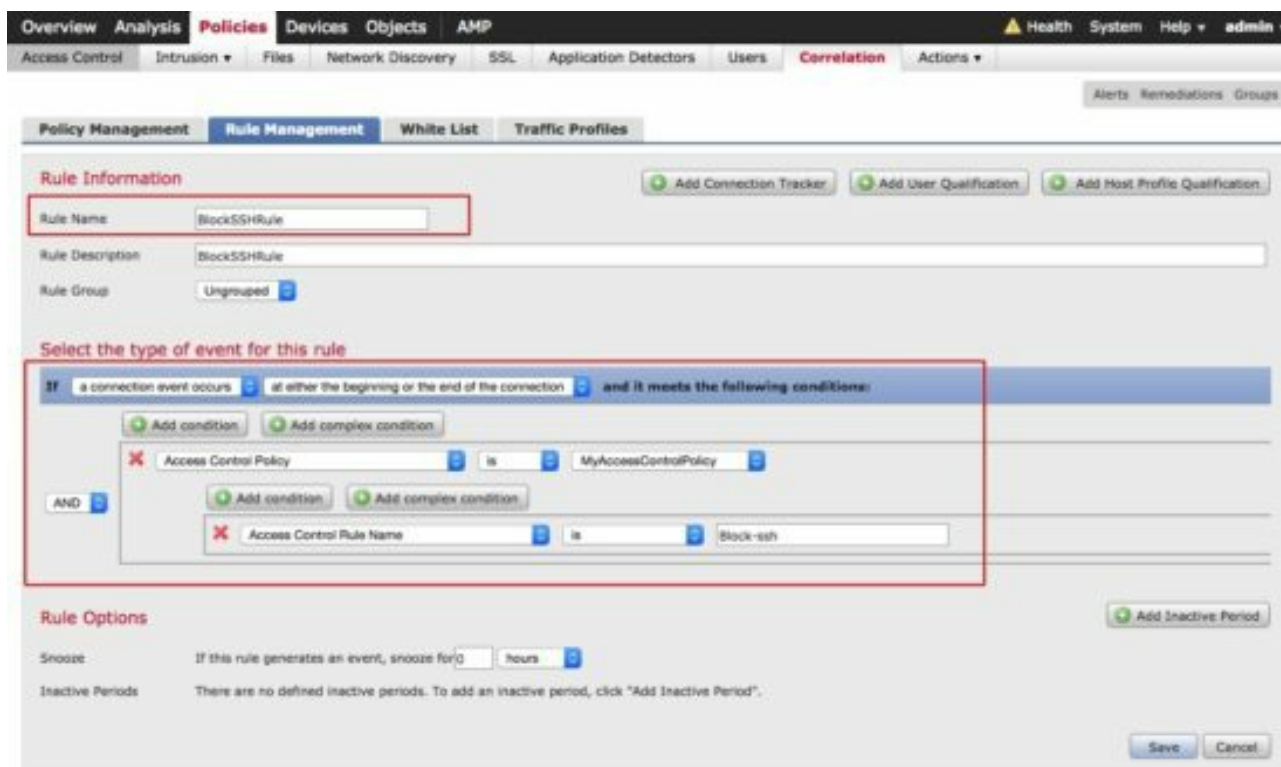 Overview Analysis Policies Devices Objects AMP Health System Help admin
Access Control Intrusion Files Network Discovery SSL Application Detectors Users Correlation Actions
Alerts Remediations Groups
Policy Management Rule Management White List Traffic Profiles
Rule Information Add Connection Tracker Add User Qualification Add Host Profile Qualification
Rule Name BlockSSHRule
Rule Description BlockSSHRule
Rule Group Ungrouped
Select the type of event for this rule
If a connection event occurs at either the beginning or the end of the connection and it meets the following conditions:
Add condition Add complex condition
Access Control Policy is MyAccessControlPolicy
AND Add condition Add complex condition
Access Control Rule Name is Block-ssh
Rule Options Add Inactive Period
Snooze If this rule generates an event, snooze for 0 hours
Inactive Periods There are no defined inactive periods. To add an inactive period, click "Add Inactive Period".
Save Cancel